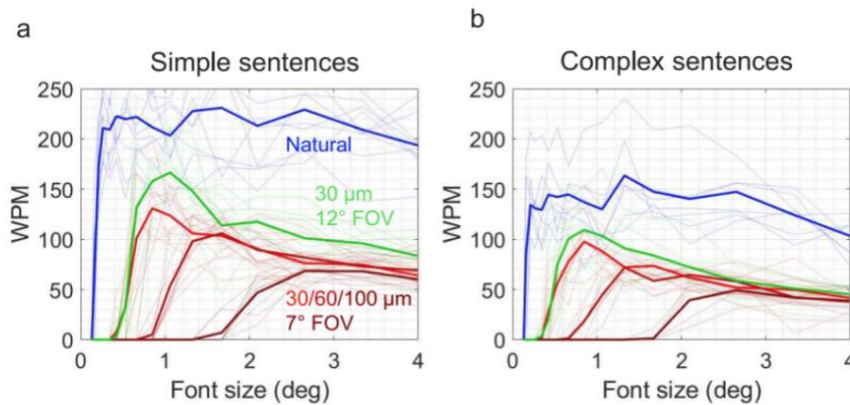 a
Simple sentences
250
200
150
100
50
0
WPM
Natural
30 µm
12° FOV
30/60/100 µm
7° FOV
0 1 2 3 4
Font size (deg)
b
Complex sentences
250
200
150
100
50
0
WPM
0 1 2 3 4
Font size (deg)